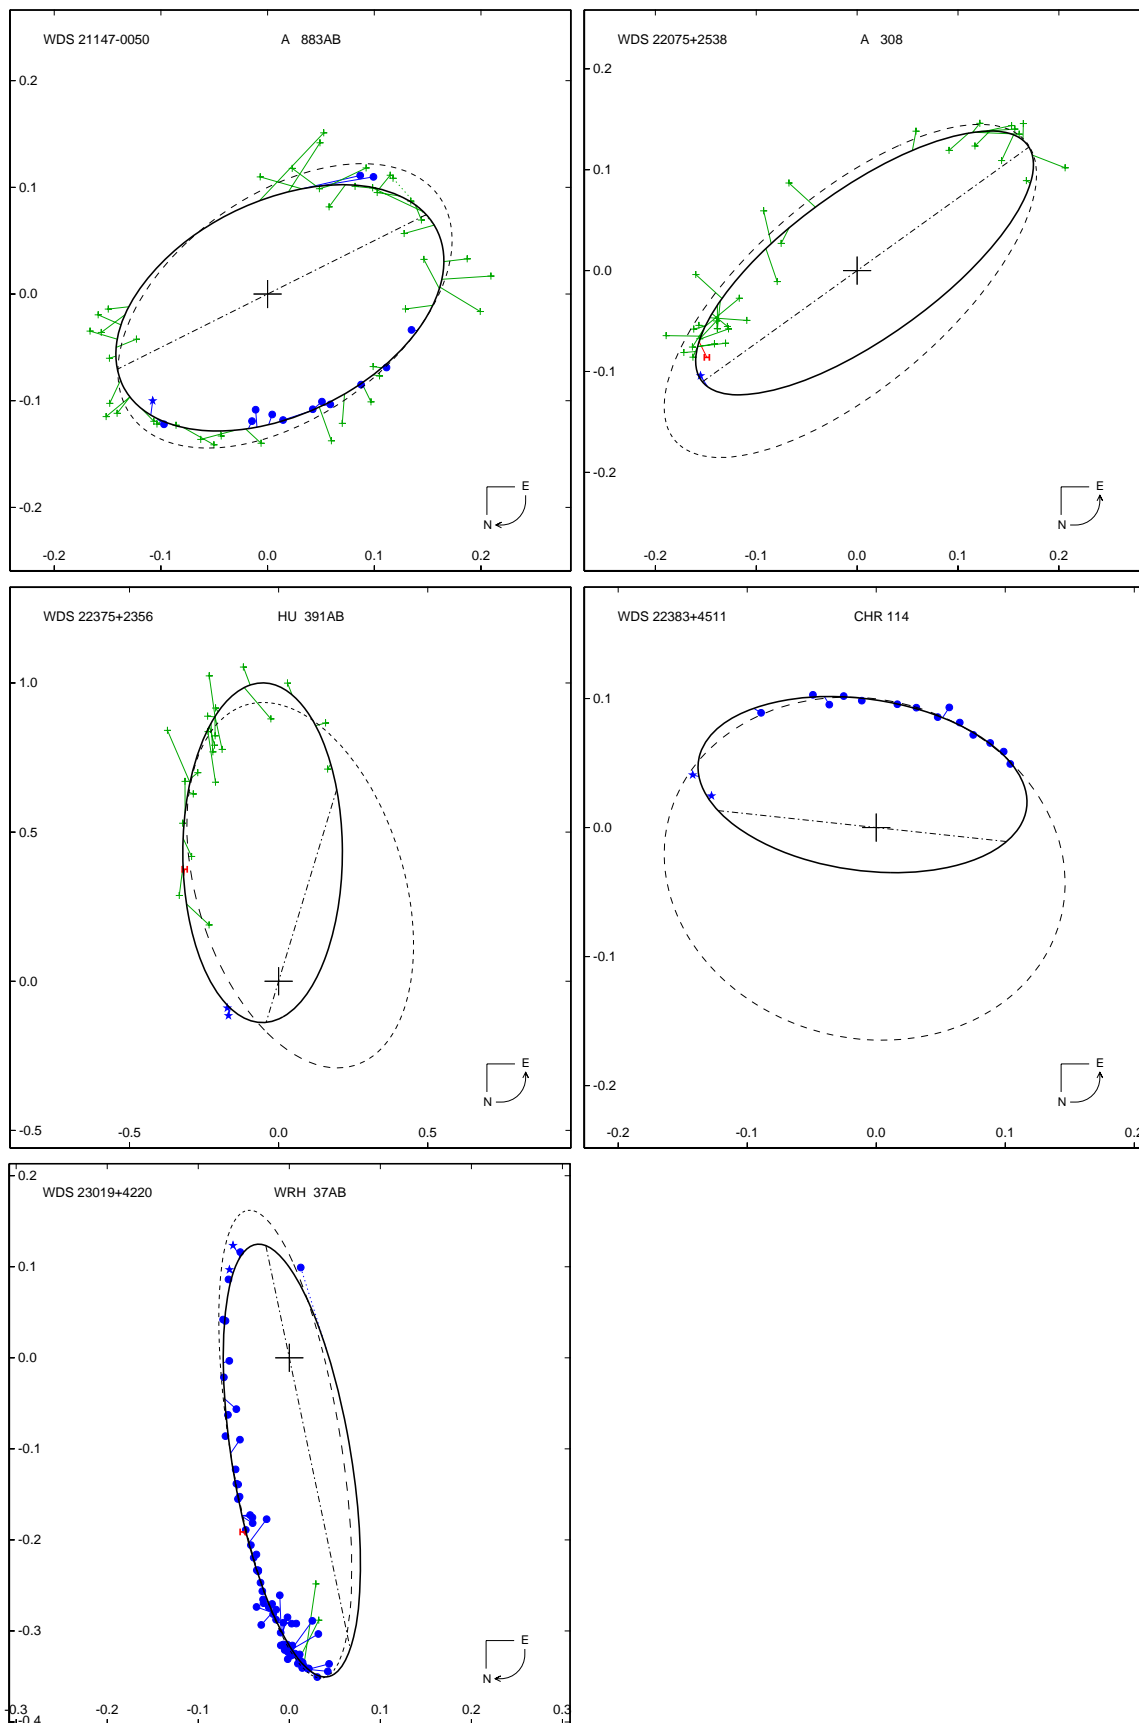 WDS 21147-0050 A 883AB
0.2
0.1
0.0
-0.1
-0.2
-0.2 -0.1 0.0 0.1 0.2
E
N
WDS 22075+2538 A 308
0.2
0.1
0.0
-0.1
-0.2
-0.2 -0.1 0.0 0.1 0.2
E
N
WDS 22375+2356 HU 391AB
1.0
0.5
0.0
-0.5
-0.5 0.0 0.5
E
N
WDS 22383+4511 CHR 114
0.1
0.0
-0.1
-0.2
-0.2 -0.1 0.0 0.1 0.2
E
N
WDS 23019+4220 WRH 37AB
0.2
0.1
0.0
-0.1
-0.2
-0.3
-0.4
-0.3 -0.2 -0.1 0.0 0.1 0.2 0.3
E
N